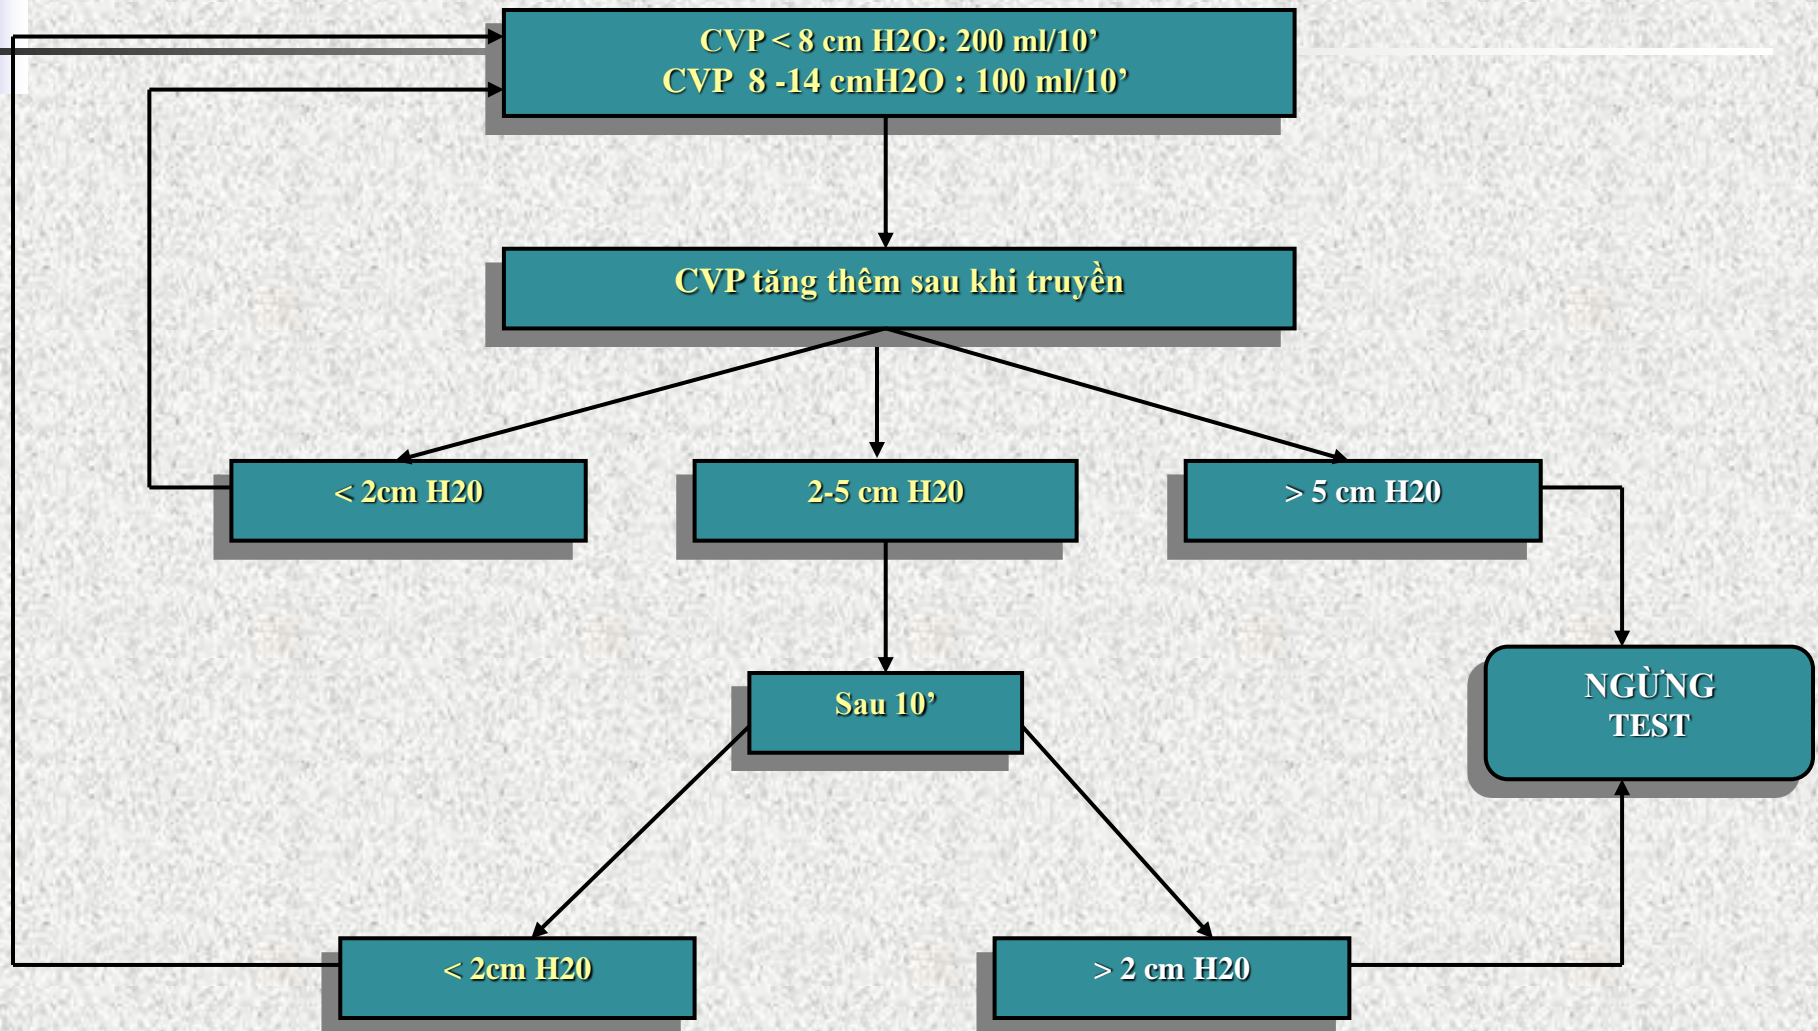 CVP < 8 cm H2O: 200 ml/10’
CVP 8 -14 cmH2O : 100 ml/10’
CVP tăng thêm sau khi truyền
< 2cm H20
2-5 cm H20
> 5 cm H20
Sau 10’
NGỪNG
TEST
< 2cm H20
> 2 cm H20